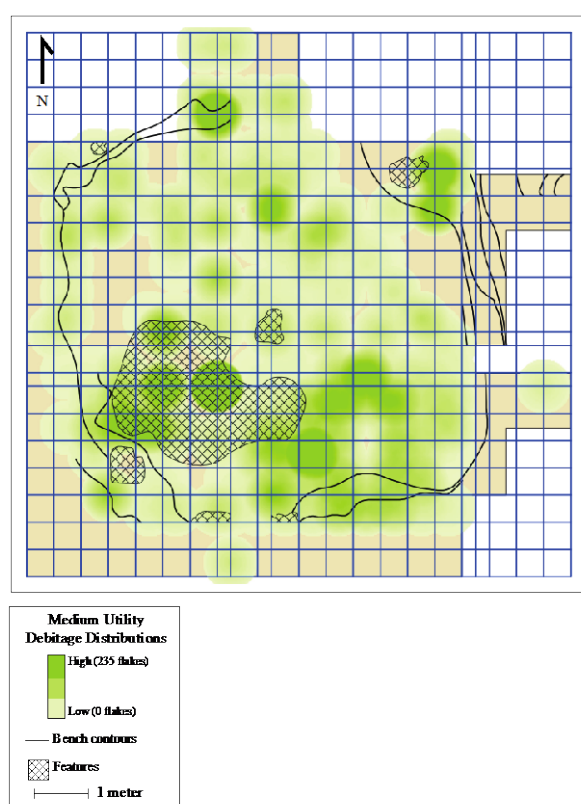 N
Medium Utility
Debitage Distributions
High (235 flakes)
Low (0 flakes)
Bench contours
Features
1 meter